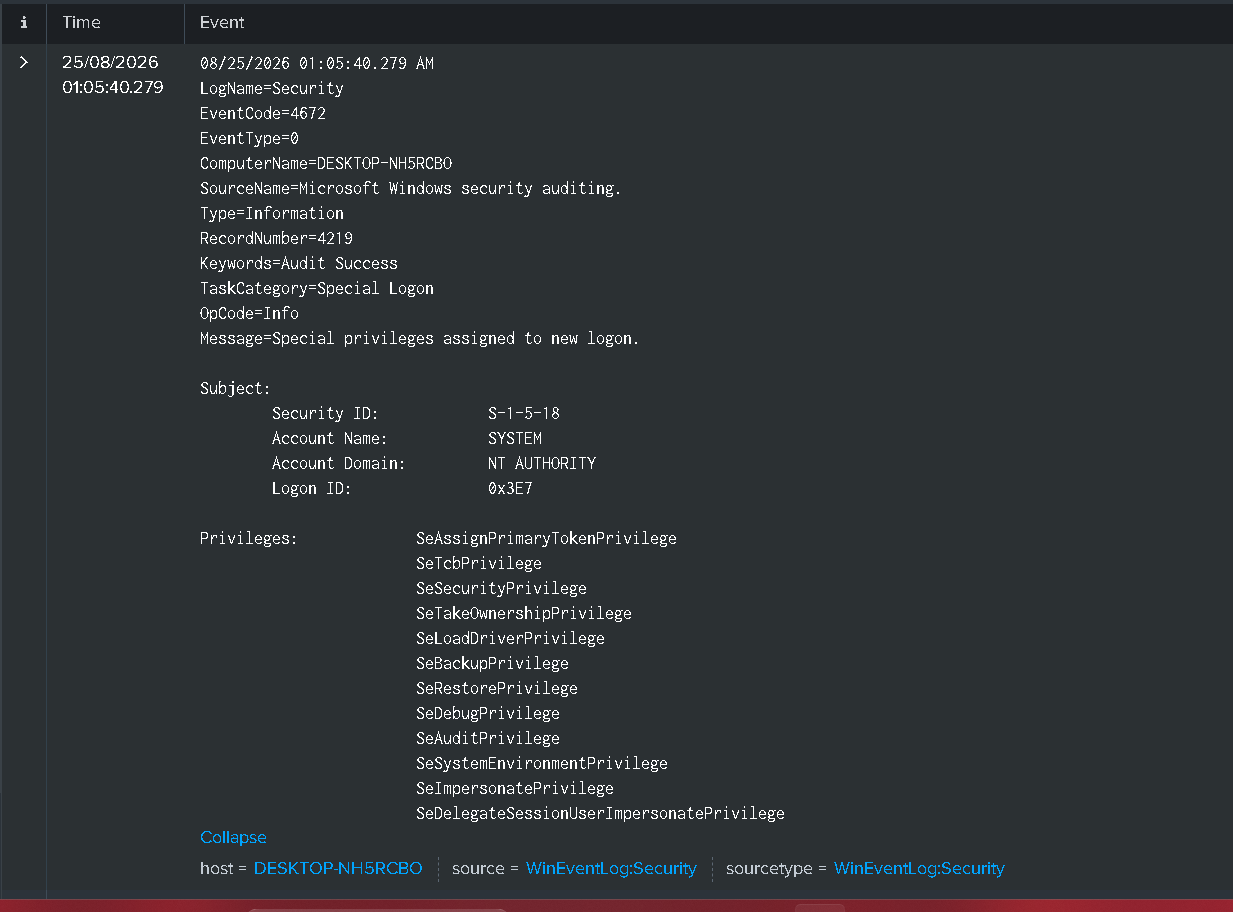 i Time Event
25/08/2026
01:05:40.279
08/25/2026 01:05:40.279 AM
LogName=Security
EventCode=4672
EventType=0
ComputerName=DESKTOP-NH5RCBO
SourceName=Microsoft Windows security auditing.
Type=Information
RecordNumber=4219
Keywords=Audit Success
TaskCategory=Special Logon
OpCode=Info
Message=Special privileges assigned to new logon.
Subject:
Security ID: S-1-5-18
Account Name: SYSTEM
Account Domain: NT AUTHORITY
Logon ID: 0x3E7
Privileges: SeAssignPrimaryTokenPrivilege
SeTcbPrivilege
SeSecurityPrivilege
SeTakeOwnershipPrivilege
SeLoadDriverPrivilege
SeBackupPrivilege
SeRestorePrivilege
SeDebugPrivilege
SeAuditPrivilege
SeSystemEnvironmentPrivilege
SeImpersonatePrivilege
SeDelegateSessionUserImpersonatePrivilege
Collapse
host = DESKTOP-NH5RCBO source = WinEventLog:Security sourcetype = WinEventLog:Security